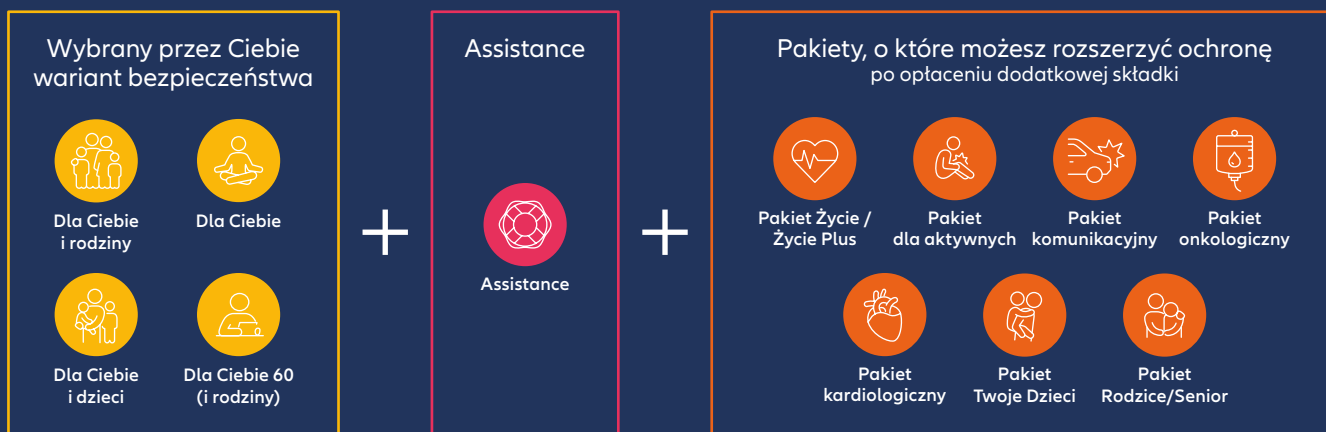 Wybrany przez Ciebie
wariant bezpieczeństwa
Dla Ciebie
i rodziny
Dla Ciebie
Dla Ciebie
i dzieci
Dla Ciebie 60
(i rodziny)
+
Assistance
Assistance
+
Pakiety, o które możesz rozszerzyć ochronę
po opłaceniu dodatkowej składki
Pakiet Życie /
Życie Plus
Pakiet
dla aktywnych
Pakiet
komunikacyjny
Pakiet
onkologiczny
Pakiet
kardiologiczny
Pakiet
Twoje Dzieci
Pakiet
Rodzice/Senior